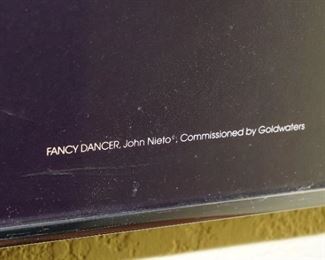 FANCY DANCER, John Nieto©; Commissioned by Goldwaters